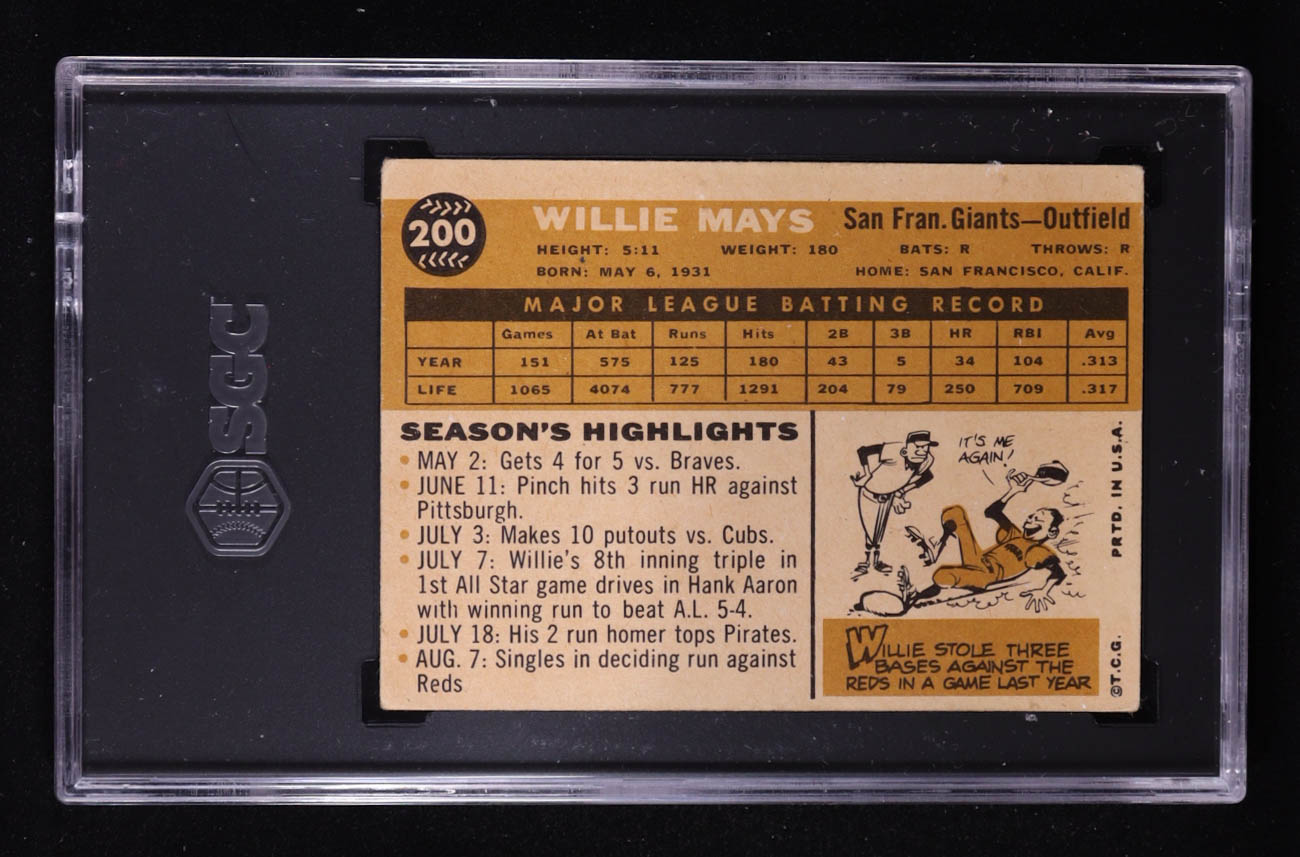 SGC
200
WILLIE MAYS San Fran. Giants—Outfield
HEIGHT: 5:11 WEIGHT: 180 BATS: R THROWS: R
BORN: MAY 6, 1931 HOME: SAN FRANCISCO, CALIF.
MAJOR LEAGUE BATTING RECORD
Games At Bat Runs Hits 2B 3B HR RBI Avg
YEAR 151 575 125 180 43 5 34 104 .313
LIFE 1065 4074 777 1291 204 79 250 709 .317
SEASON'S HIGHLIGHTS
• MAY 2: Gets 4 for 5 vs. Braves.
• JUNE 11: Pinch hits 3 run HR against
Pittsburgh.
• JULY 3: Makes 10 putouts vs. Cubs.
• JULY 7: Willie's 8th inning triple in
1st All Star game drives in Hank Aaron
with winning run to beat A.L. 5-4.
• JULY 18: His 2 run homer tops Pirates.
• AUG. 7: Singles in deciding run against
Reds
IT'S ME
AGAIN!
WILLIE STOLE THREE
BASES AGAINST THE
REDS IN A GAME LAST YEAR
©T.C.G. PRTD. IN U.S.A.